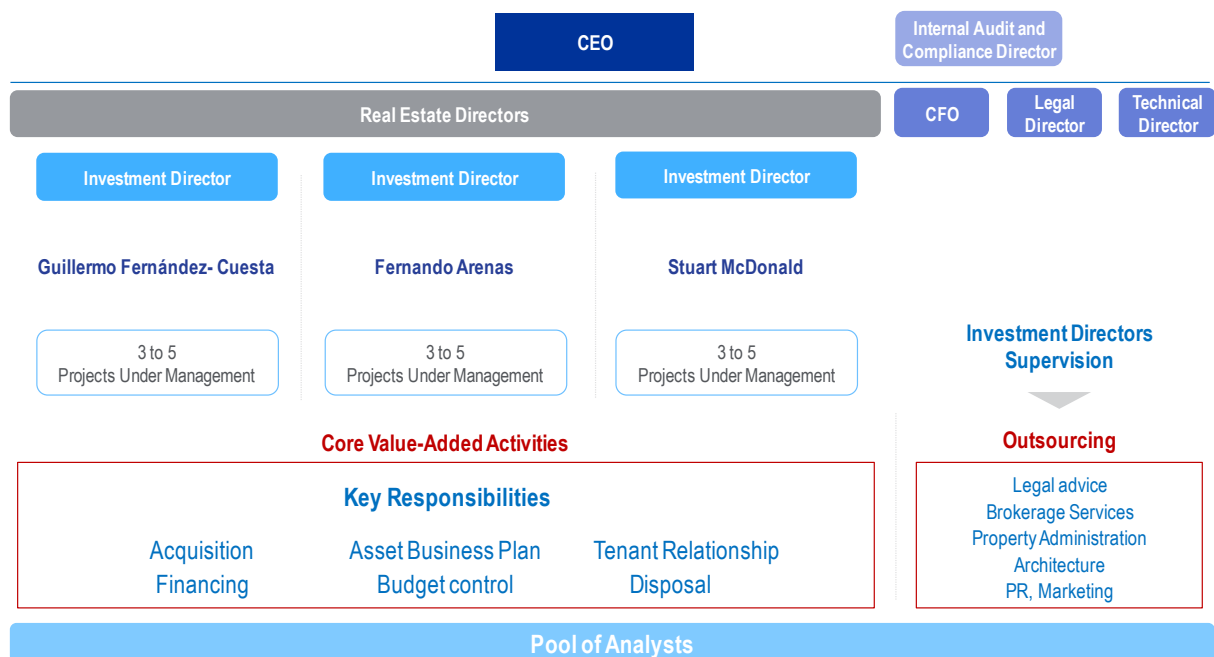 CEO
Internal Audit and
Compliance Director
Real Estate Directors
CFO
Legal
Director
Technical
Director
Investment Director
Investment Director
Investment Director
Guillermo Fernández- Cuesta
Fernando Arenas
Stuart McDonald
3 to 5
Projects Under Management
3 to 5
Projects Under Management
3 to 5
Projects Under Management
Investment Directors
Supervision
Core Value-Added Activities
Key Responsibilities
Acquisition
Asset Business Plan
Tenant Relationship
Financing
Budget control
Disposal
Outsourcing
Legal advice
Brokerage Services
Property Administration
Architecture
PR, Marketing
Pool of Analysts